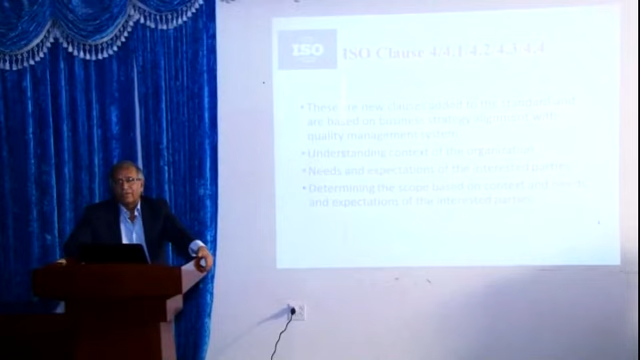 ISO
ISO Clause 4/4.1/4.2/4.3/4.4
• These are new clauses added to the standard and
are based on business strategy alignment with
quality management system.
• Understanding context of the organization
• Needs and expectations of the interested parties
• Determining the scope based on context and needs
and expectations of the interested parties.